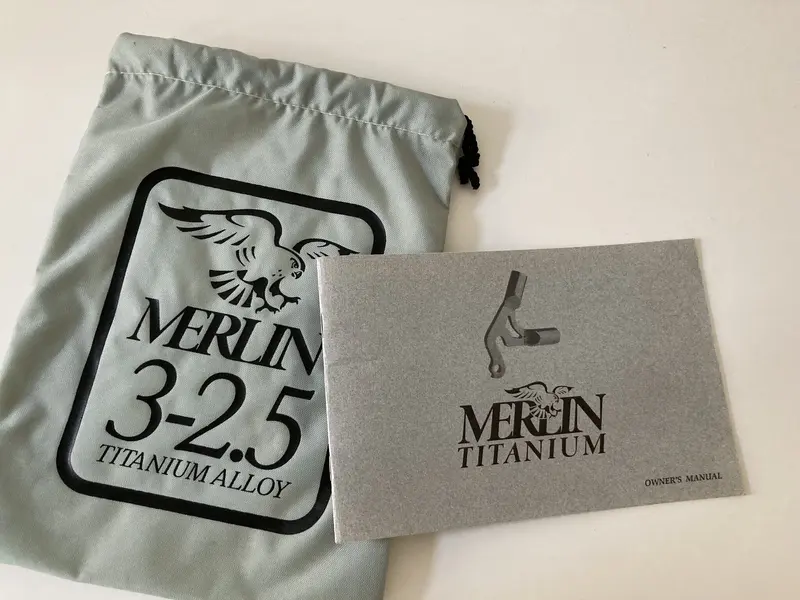 MERLIN
3-2.5
TITANIUM ALLOY
MERLIN
TITANIUM
OWNER'S MANUAL